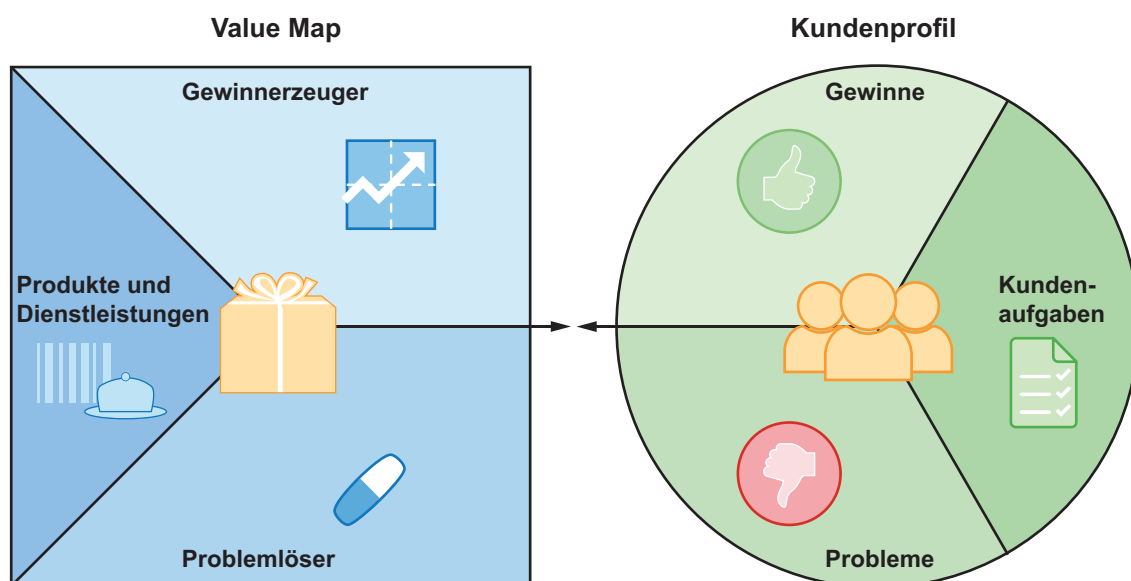 Value Map
Kundenprofil
Gewinnerzeuger
Produkte und
Dienstleistungen
Problemlöser
Gewinne
Kunden-
aufgaben
Probleme